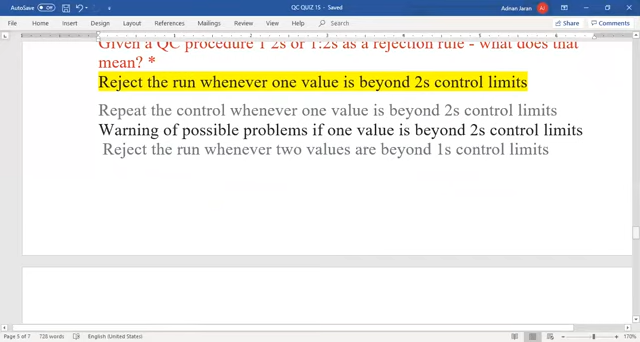 AutoSave Off
QC QUIZ 15 - Saved
Adnan Jaran AJ
File Home Insert Draw Design Layout References Mailings Review View Help
Share Comments
Given a QC procedure 1 2s or 1:2s as a rejection rule - what does that
mean? *
Reject the run whenever one value is beyond 2s control limits
Repeat the control whenever one value is beyond 2s control limits
Warning of possible problems if one value is beyond 2s control limits
Reject the run whenever two values are beyond 1s control limits
Page 5 of 7 728 words English (United States) 170%